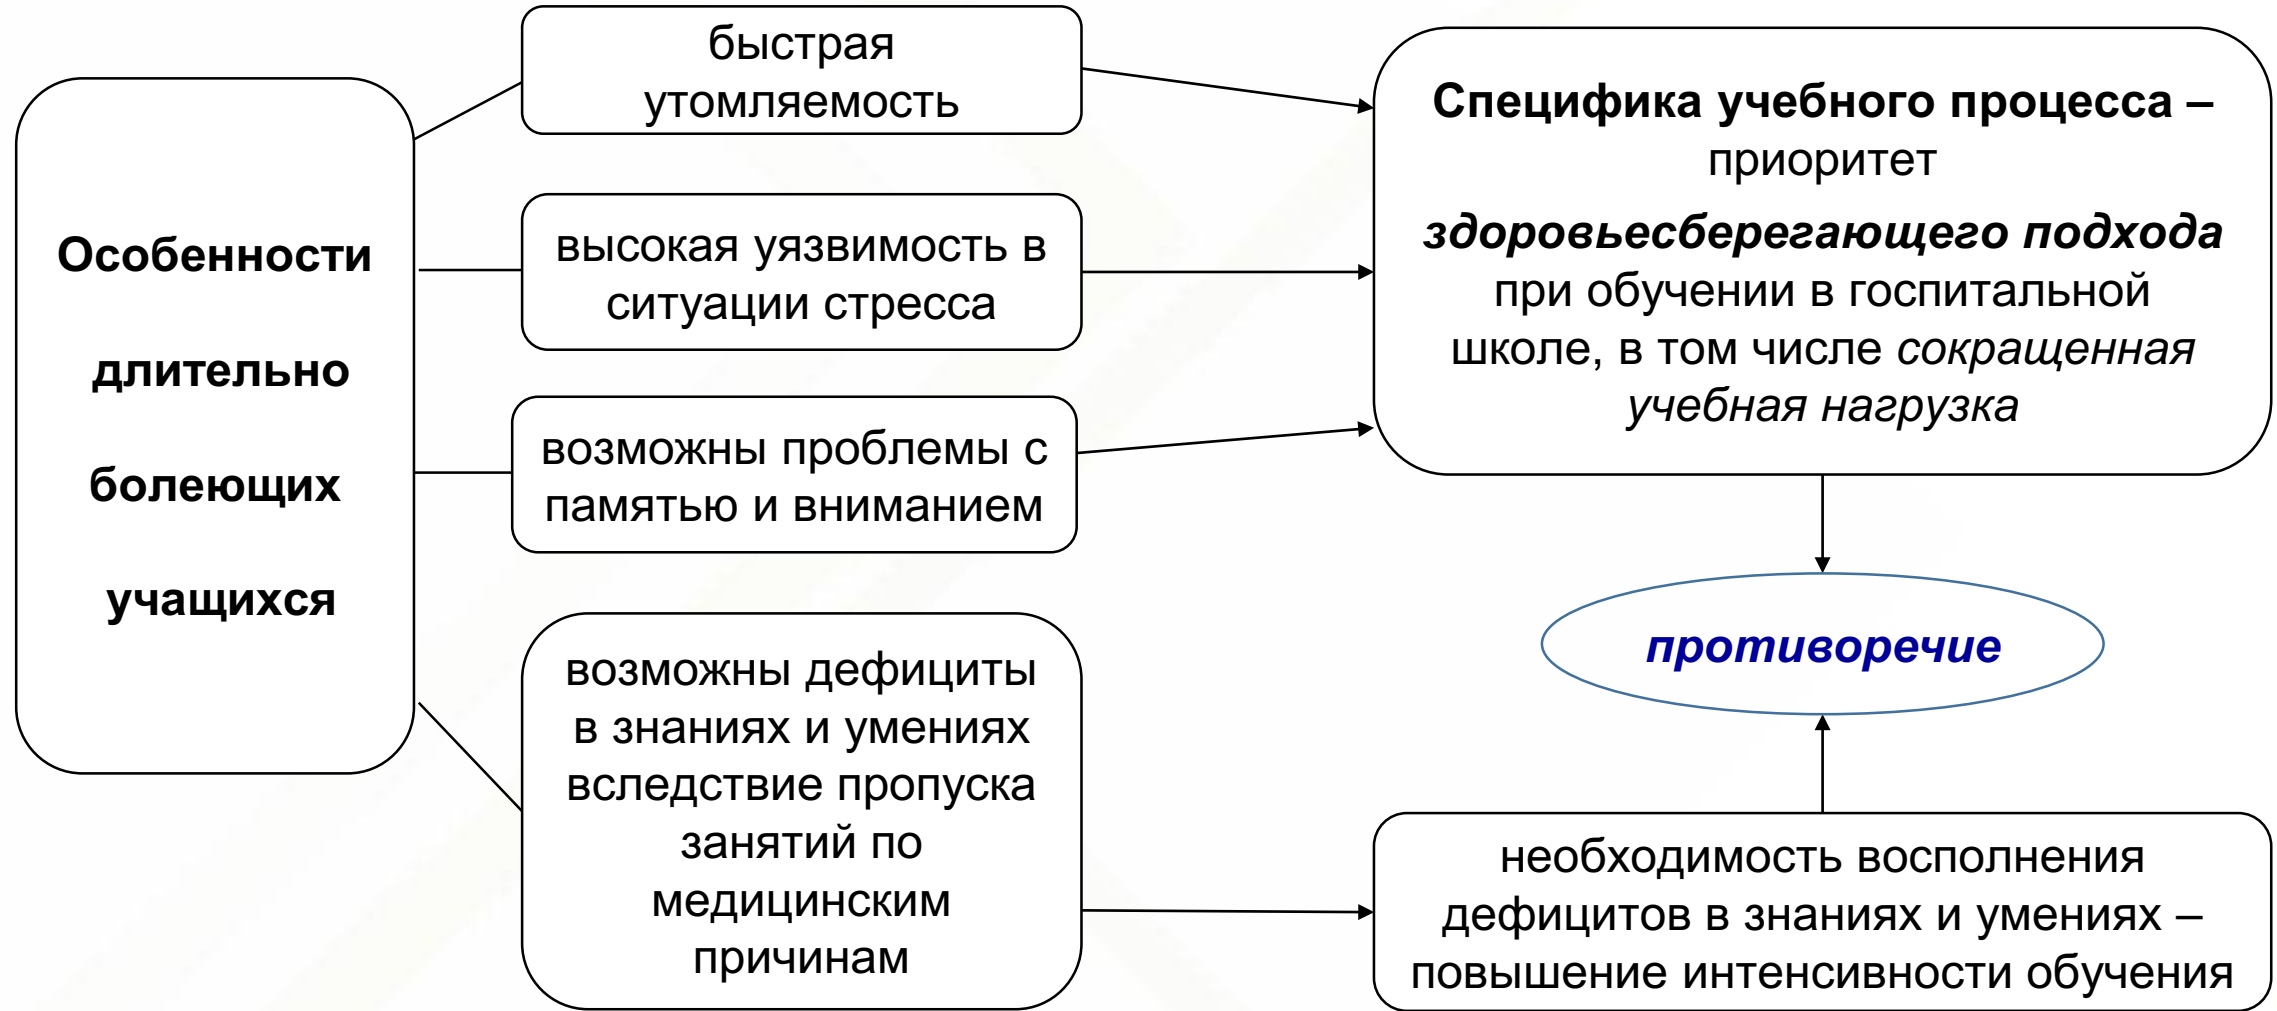 Особенности
длительно
болеющих
учащихся
быстрая
утомляемость
высокая уязвимость в
ситуации стресса
возможны проблемы с
памятью и вниманием
возможны дефициты
в знаниях и умениях
вследствие пропуска
занятий по
медицинским
причинам
Специфика учебного процесса –
приоритет
здоровьесберегающего подхода
при обучении в госпитальной
школе, в том числе сокращенная
учебная нагрузка
противоречие
необходимость восполнения
дефицитов в знаниях и умениях –
повышение интенсивности обучения